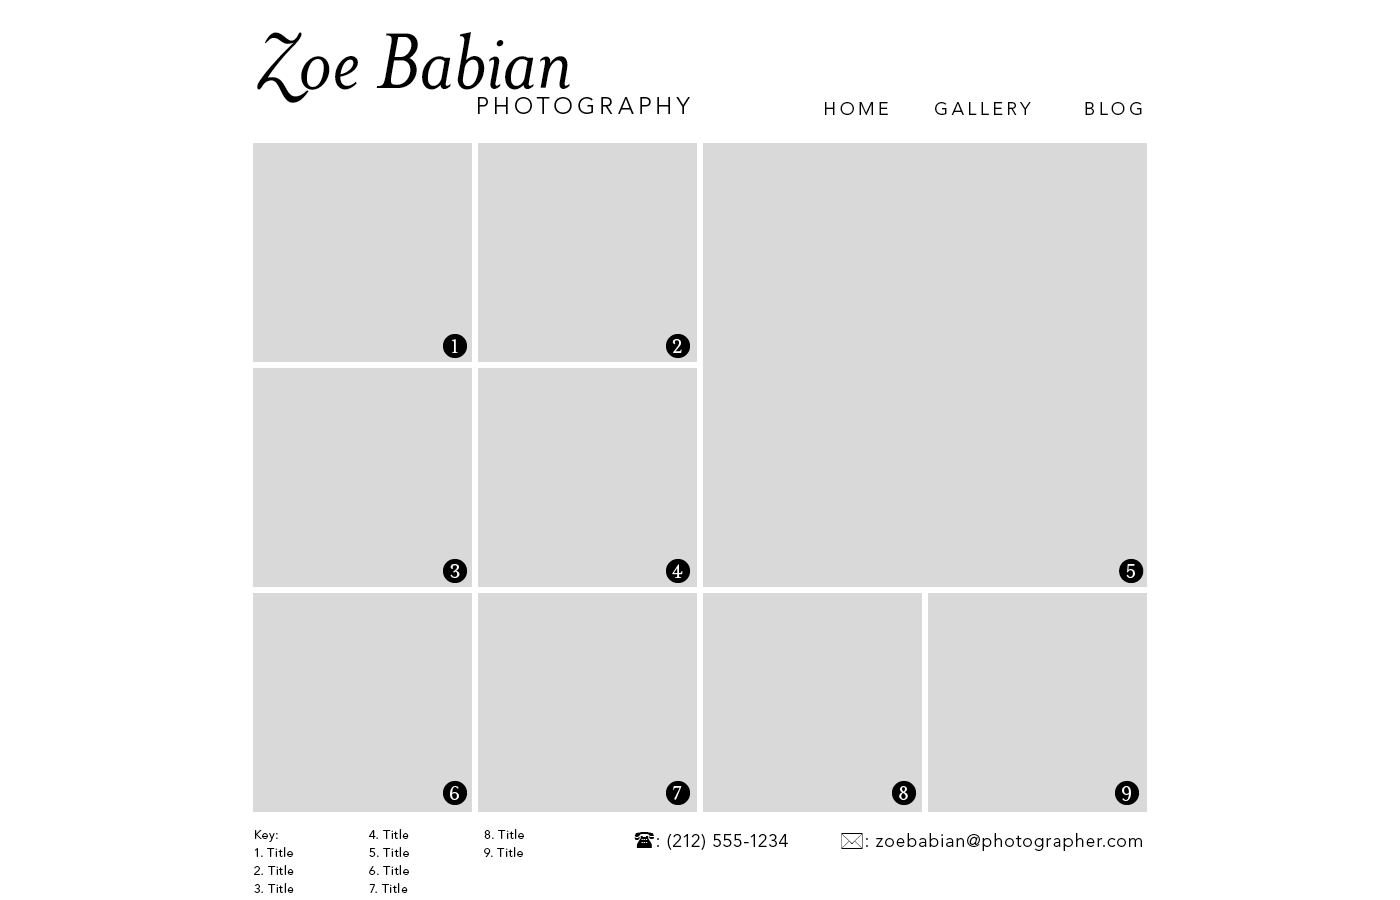 Zoe Babian
PHOTOGRAPHY
HOME GALLERY BLOG
1
2
3
4
5
6
7
8
9
Key:
1. Title
2. Title
3. Title
4. Title
5. Title
6. Title
7. Title
8. Title
9. Title
☎: (212) 555-1234
✉: zoebabian@photographer.com